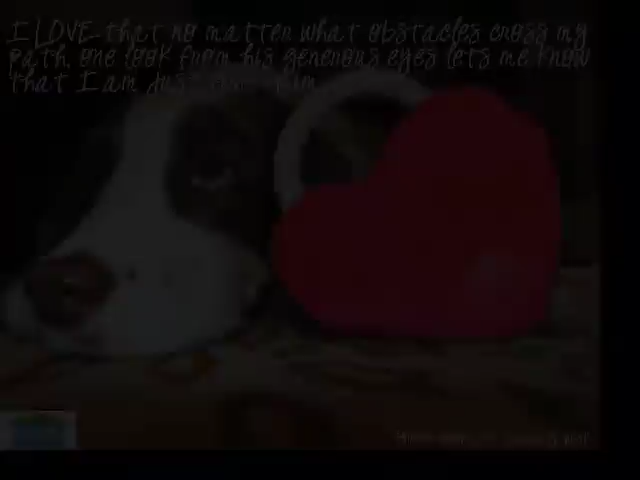 I LOVE that no matter what obstacles cross my
path, one look from his generous eyes lets me know
that I am just